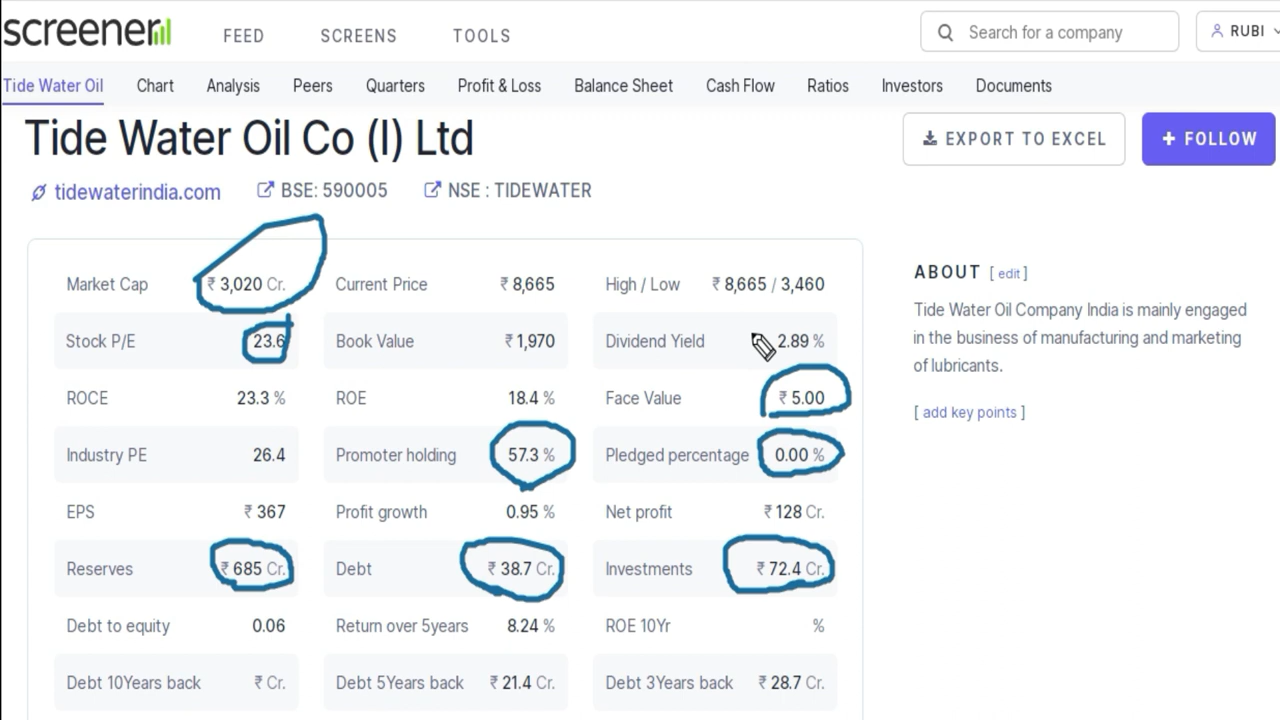 screener FEED SCREENS TOOLS Search for a company RUBI
Tide Water Oil Chart Analysis Peers Quarters Profit & Loss Balance Sheet Cash Flow Ratios Investors Documents
Tide Water Oil Co (I) Ltd EXPORT TO EXCEL + FOLLOW
tidewaterindia.com BSE: 590005 NSE : TIDEWATER
Market Cap ₹ 3,020 Cr. Current Price ₹ 8,665 High / Low ₹ 8,665 / 3,460
Stock P/E 23.6 Book Value ₹ 1,970 Dividend Yield 2.89 %
ROCE 23.3 % ROE 18.4 % Face Value ₹ 5.00
Industry PE 26.4 Promoter holding 57.3 % Pledged percentage 0.00 %
EPS ₹ 367 Profit growth 0.95 % Net profit ₹ 128 Cr.
Reserves ₹ 685 Cr. Debt ₹ 38.7 Cr. Investments ₹ 72.4 Cr.
Debt to equity 0.06 Return over 5years 8.24 % ROE 10Yr %
Debt 10Years back ₹ Cr. Debt 5Years back ₹ 21.4 Cr. Debt 3Years back ₹ 28.7 Cr.
ABOUT [ edit ]
Tide Water Oil Company India is mainly engaged
in the business of manufacturing and marketing
of lubricants.
[ add key points ]